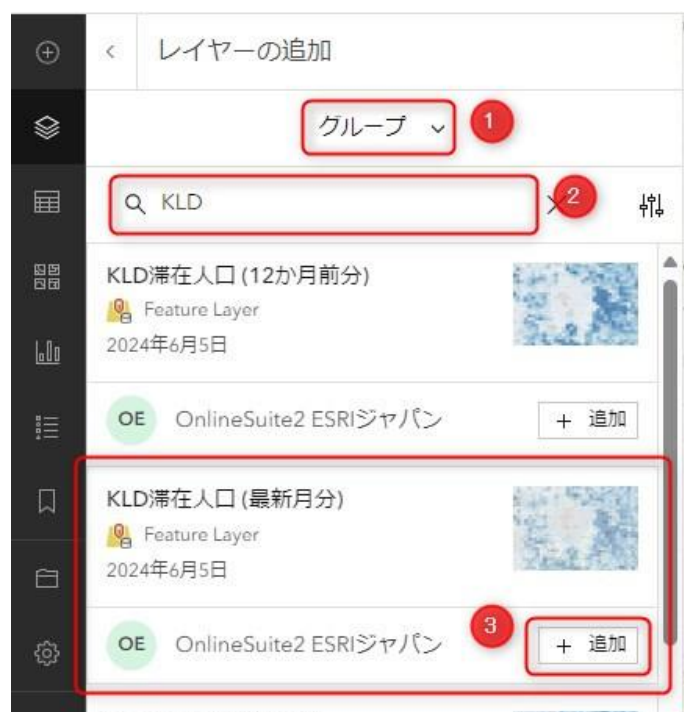 レイヤーの追加
グループ
1
KLD
2
KLD滞在人口 (12か月前分)
Feature Layer
2024年6月5日
OE OnlineSuite2 ESRIジャパン + 追加
KLD滞在人口 (最新月分)
Feature Layer
2024年6月5日
3
OE OnlineSuite2 ESRIジャパン + 追加